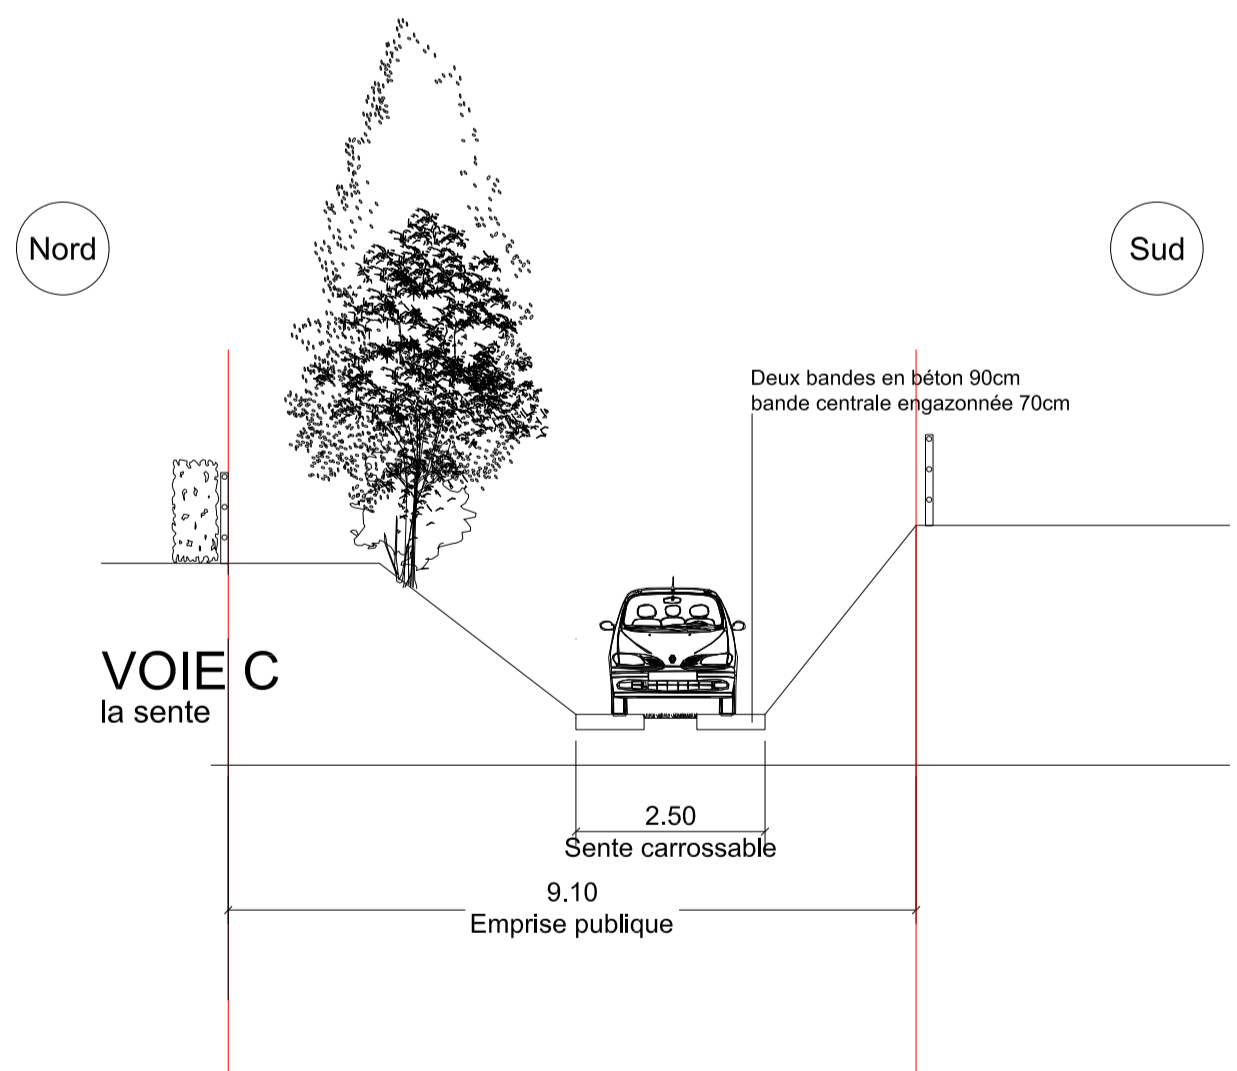 Nord
Sud
Deux bandes en béton 90cm
bande centrale engazonnée 70cm
VOIE C
la sente
2.50
Sente carrossable
9.10
Emprise publique